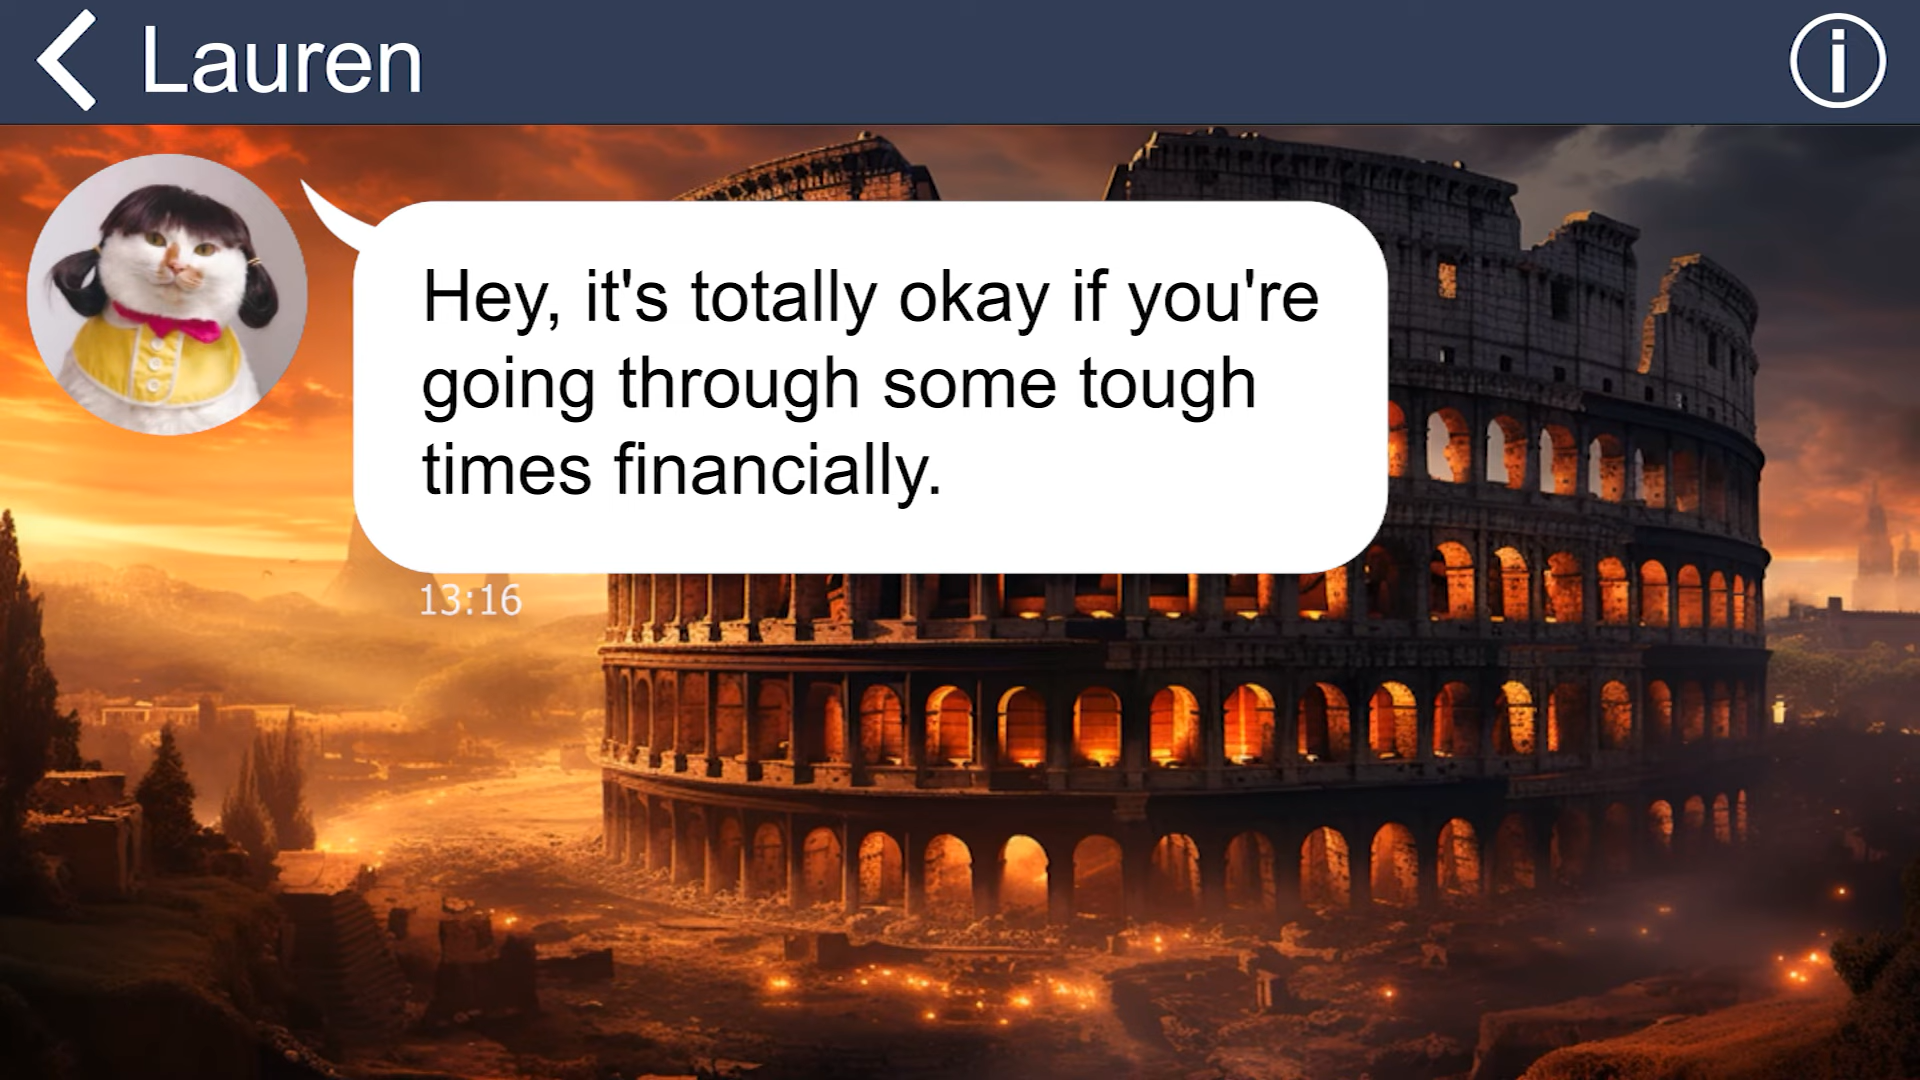 Lauren
Hey, it's totally okay if you're
going through some tough
times financially.
13:16